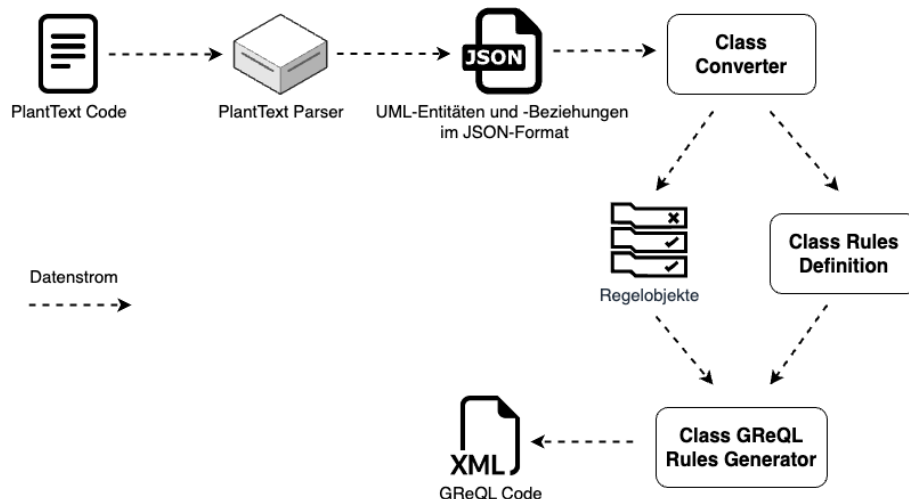 JSON
Class
Converter
PlantText Code
PlantText Parser
UML-Entitäten und -Beziehungen
im JSON-Format
Class Rules
Definition
Datenstrom
Regelobjekte
Class GReQL
Rules Generator
XML
GReQL Code